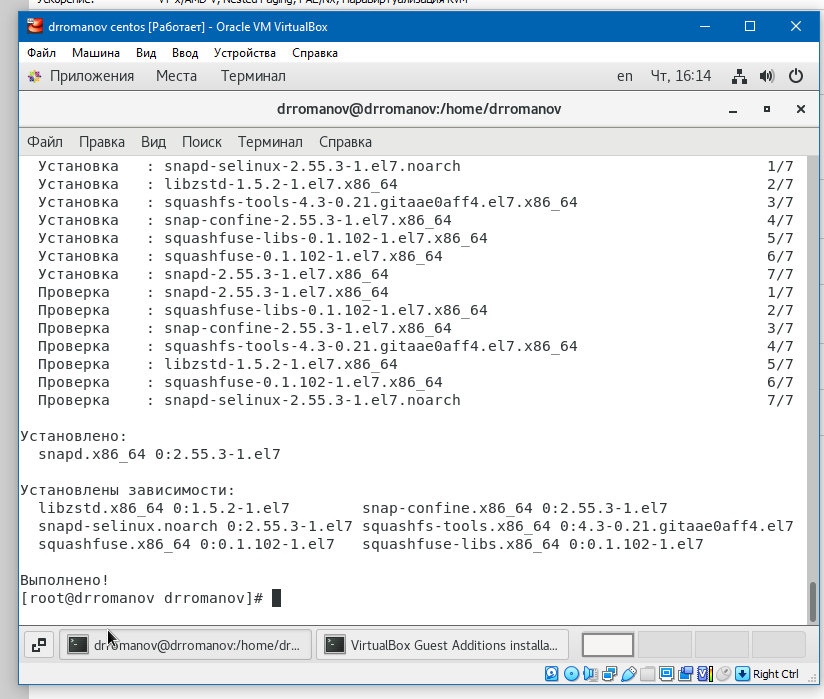 Ускорение: VT-x/AMD-V, Nested Paging, PAE/NX, Паравиртуализация KVM
drromanov centos [Работает] - Oracle VM VirtualBox
Файл Машина Вид Ввод Устройства Справка
Приложения Места Терминал en Чт, 16:14
drromanov@drromanov:/home/drromanov
Файл Правка Вид Поиск Терминал Справка
Установка : snapd-selinux-2.55.3-1.el7.noarch 1/7
Установка : libzstd-1.5.2-1.el7.x86_64 2/7
Установка : squashfs-tools-4.3-0.21.gitaae0aff4.el7.x86_64 3/7
Установка : snap-confine-2.55.3-1.el7.x86_64 4/7
Установка : squashfuse-libs-0.1.102-1.el7.x86_64 5/7
Установка : squashfuse-0.1.102-1.el7.x86_64 6/7
Установка : snapd-2.55.3-1.el7.x86_64 7/7
Проверка : snapd-2.55.3-1.el7.x86_64 1/7
Проверка : squashfuse-libs-0.1.102-1.el7.x86_64 2/7
Проверка : snap-confine-2.55.3-1.el7.x86_64 3/7
Проверка : squashfs-tools-4.3-0.21.gitaae0aff4.el7.x86_64 4/7
Проверка : libzstd-1.5.2-1.el7.x86_64 5/7
Проверка : squashfuse-0.1.102-1.el7.x86_64 6/7
Проверка : snapd-selinux-2.55.3-1.el7.noarch 7/7
Установлено:
snapd.x86_64 0:2.55.3-1.el7
Установлены зависимости:
libzstd.x86_64 0:1.5.2-1.el7 snap-confine.x86_64 0:2.55.3-1.el7
snapd-selinux.noarch 0:2.55.3-1.el7 squashfs-tools.x86_64 0:4.3-0.21.gitaae0aff4.el7
squashfuse.x86_64 0:0.1.102-1.el7 squashfuse-libs.x86_64 0:0.1.102-1.el7
Выполнено!
[root@drromanov drromanov]#
drromanov@drromanov:/home/dr... VirtualBox Guest Additions installa...
Right Ctrl